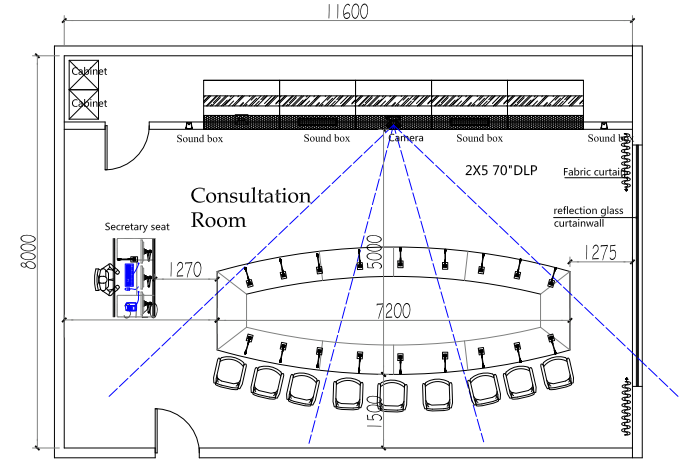 11600
Cabinet
Cabinet
Sound box
Sound box
Camera
Sound box
Sound box
2X5 70"DLP
Fabric curtain
Consultation
Room
reflection glass
curtainwall
Secretary seat
8000
5000
1275
1270
7200
1500